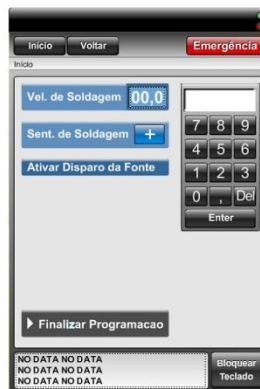 Início Voltar Emergência
Início
Vel. de Soldagem 00,0
Sent. de Soldagem +
Ativar Disparo da Fonte
7 8 9
4 5 6
1 2 3
0 , Del
Enter
Finalizar Programacao
NO DATA NO DATA
NO DATA NO DATA
NO DATA NO DATA
Bloquear
Teclado